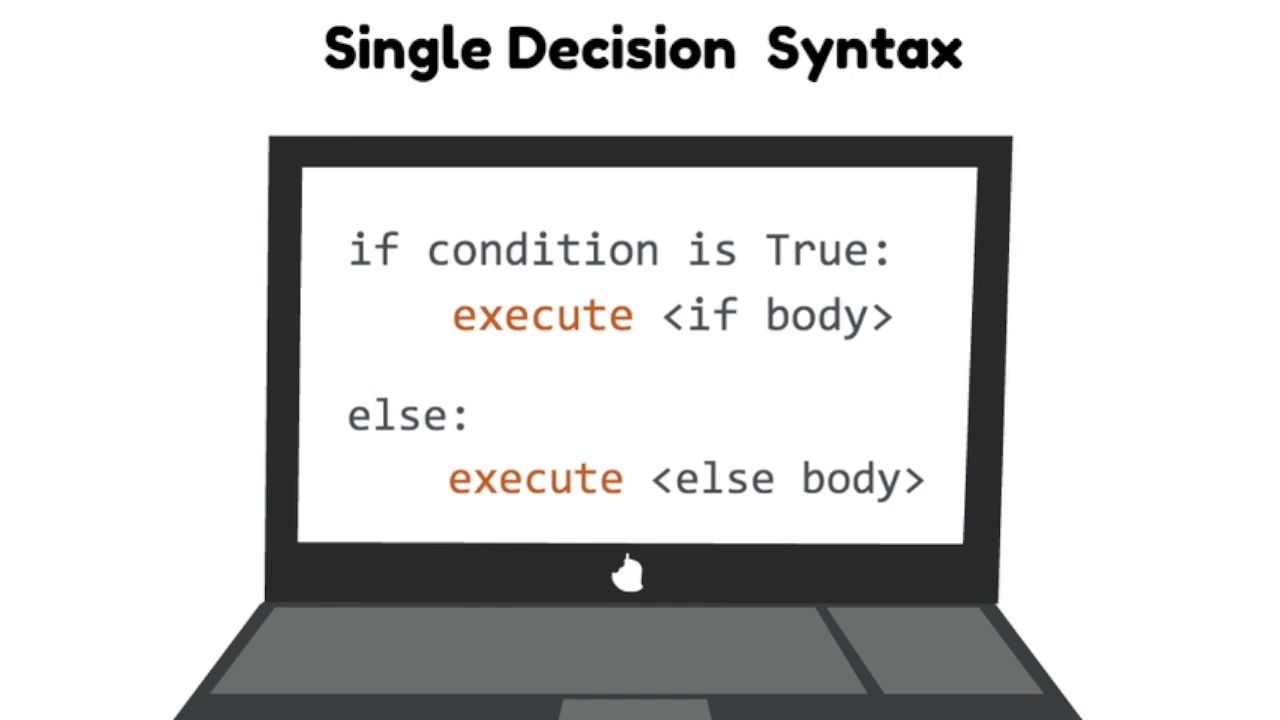 Single Decision Syntax
if condition is True:
execute <if body>
else:
execute <else body>